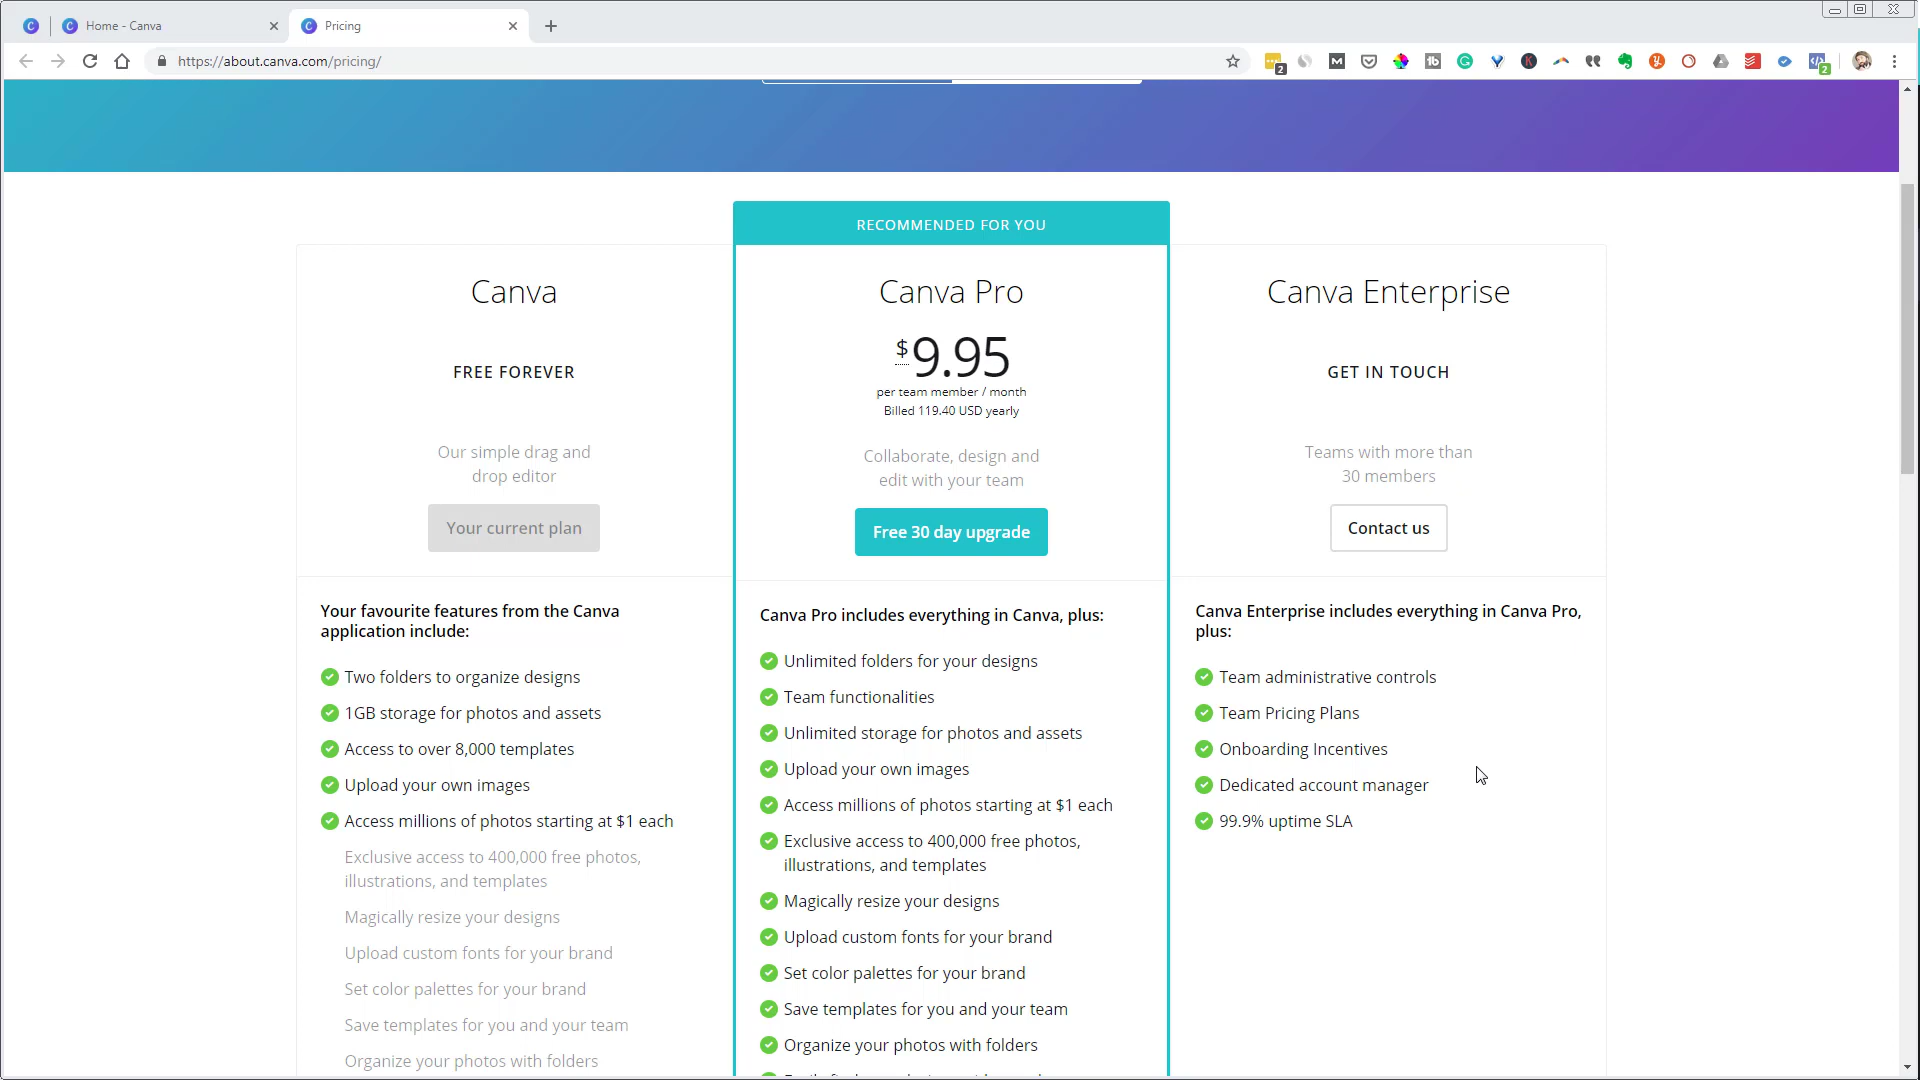 Home - Canva
Pricing
https://about.canva.com/pricing/
2
2
RECOMMENDED FOR YOU
Canva
FREE FOREVER
Our simple drag and
drop editor
Your current plan
Your favourite features from the Canva
application include:
Two folders to organize designs
1GB storage for photos and assets
Access to over 8,000 templates
Upload your own images
Access millions of photos starting at $1 each
Exclusive access to 400,000 free photos,
illustrations, and templates
Magically resize your designs
Upload custom fonts for your brand
Set color palettes for your brand
Save templates for you and your team
Organize your photos with folders
Canva Pro
$9.95
per team member / month
Billed 119.40 USD yearly
Collaborate, design and
edit with your team
Free 30 day upgrade
Canva Pro includes everything in Canva, plus:
Unlimited folders for your designs
Team functionalities
Unlimited storage for photos and assets
Upload your own images
Access millions of photos starting at $1 each
Exclusive access to 400,000 free photos,
illustrations, and templates
Magically resize your designs
Upload custom fonts for your brand
Set color palettes for your brand
Save templates for you and your team
Organize your photos with folders
Canva Enterprise
GET IN TOUCH
Teams with more than
30 members
Contact us
Canva Enterprise includes everything in Canva Pro,
plus:
Team administrative controls
Team Pricing Plans
Onboarding Incentives
Dedicated account manager
99.9% uptime SLA